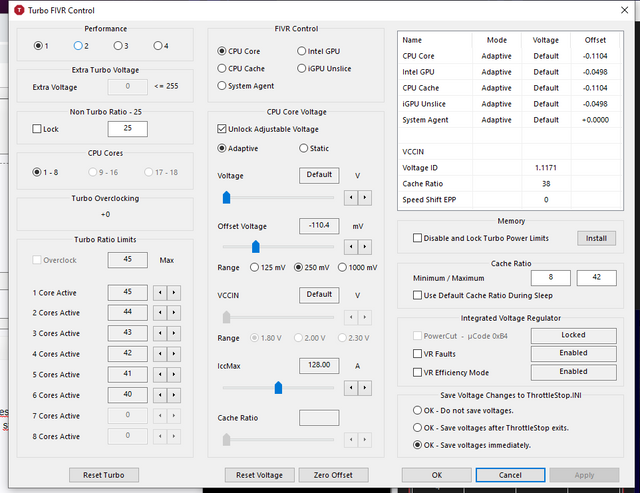 Turbo FIVR Control
Performance
1 2 3 4
Extra Turbo Voltage
Extra Voltage 0 <= 255
Non Turbo Ratio - 25
Lock 25
CPU Cores
1 - 8 9 - 16 17 - 18
Turbo Overclocking
+0
Turbo Ratio Limits
Overclock 45 Max
1 Core Active 45
2 Cores Active 44
3 Cores Active 43
4 Cores Active 42
5 Cores Active 41
6 Cores Active 40
7 Cores Active 0
8 Cores Active 0
Reset Turbo
FIVR Control
CPU Core Intel GPU
CPU Cache iGPU Unslice
System Agent
CPU Core Voltage
Unlock Adjustable Voltage
Adaptive Static
Voltage Default V
Offset Voltage -110.4 mV
Range 125 mV 250 mV 1000 mV
VCCIN Default V
Range 1.80 V 2.00 V 2.30 V
IccMax 128.00 A
Cache Ratio
Reset Voltage Zero Offset
Name Mode Voltage Offset
CPU Core Adaptive Default -0.1104
Intel GPU Adaptive Default -0.0498
CPU Cache Adaptive Default -0.1104
iGPU Unslice Adaptive Default -0.0498
System Agent Adaptive Default +0.0000
VCCIN
Voltage ID 1.1171
Cache Ratio 38
Speed Shift EPP 0
Memory
Disable and Lock Turbo Power Limits Install
Cache Ratio
Minimum / Maximum 8 42
Use Default Cache Ratio During Sleep
Integrated Voltage Regulator
PowerCut - µCode 0xB4 Locked
VR Faults Enabled
VR Efficiency Mode Enabled
Save Voltage Changes to ThrottleStop.INI
OK - Do not save voltages.
OK - Save voltages after ThrottleStop exits.
OK - Save voltages immediately.
OK Cancel Apply